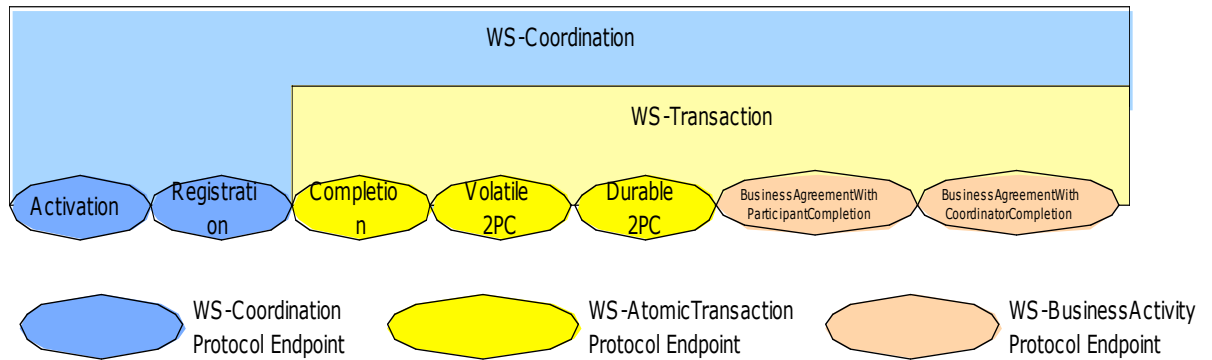 WS-Coordination
WS-Transaction
Activation
Registrati
on
Completio
n
Volatile
2PC
Durable
2PC
BusinessAgreementWith
ParticipantCompletion
BusinessAgreementWith
CoordinatorCompletion
WS-Coordination
Protocol Endpoint
WS-AtomicTransaction
Protocol Endpoint
WS-BusinessActivity
Protocol Endpoint